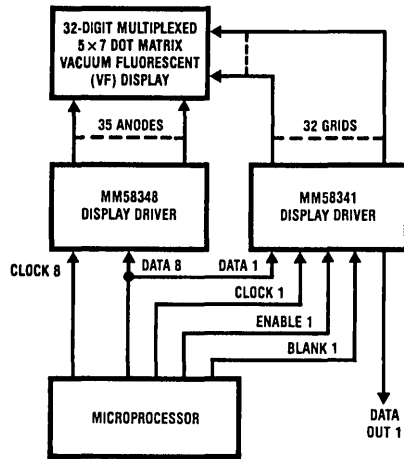 32-DIGIT MULTIPLEXED
5 × 7 DOT MATRIX
VACUUM FLUORESCENT
(VF) DISPLAY
35 ANODES
32 GRIDS
MM58348
DISPLAY DRIVER
MM58341
DISPLAY DRIVER
CLOCK 8
DATA 8
DATA 1
CLOCK 1
ENABLE 1
BLANK 1
MICROPROCESSOR
DATA
OUT 1